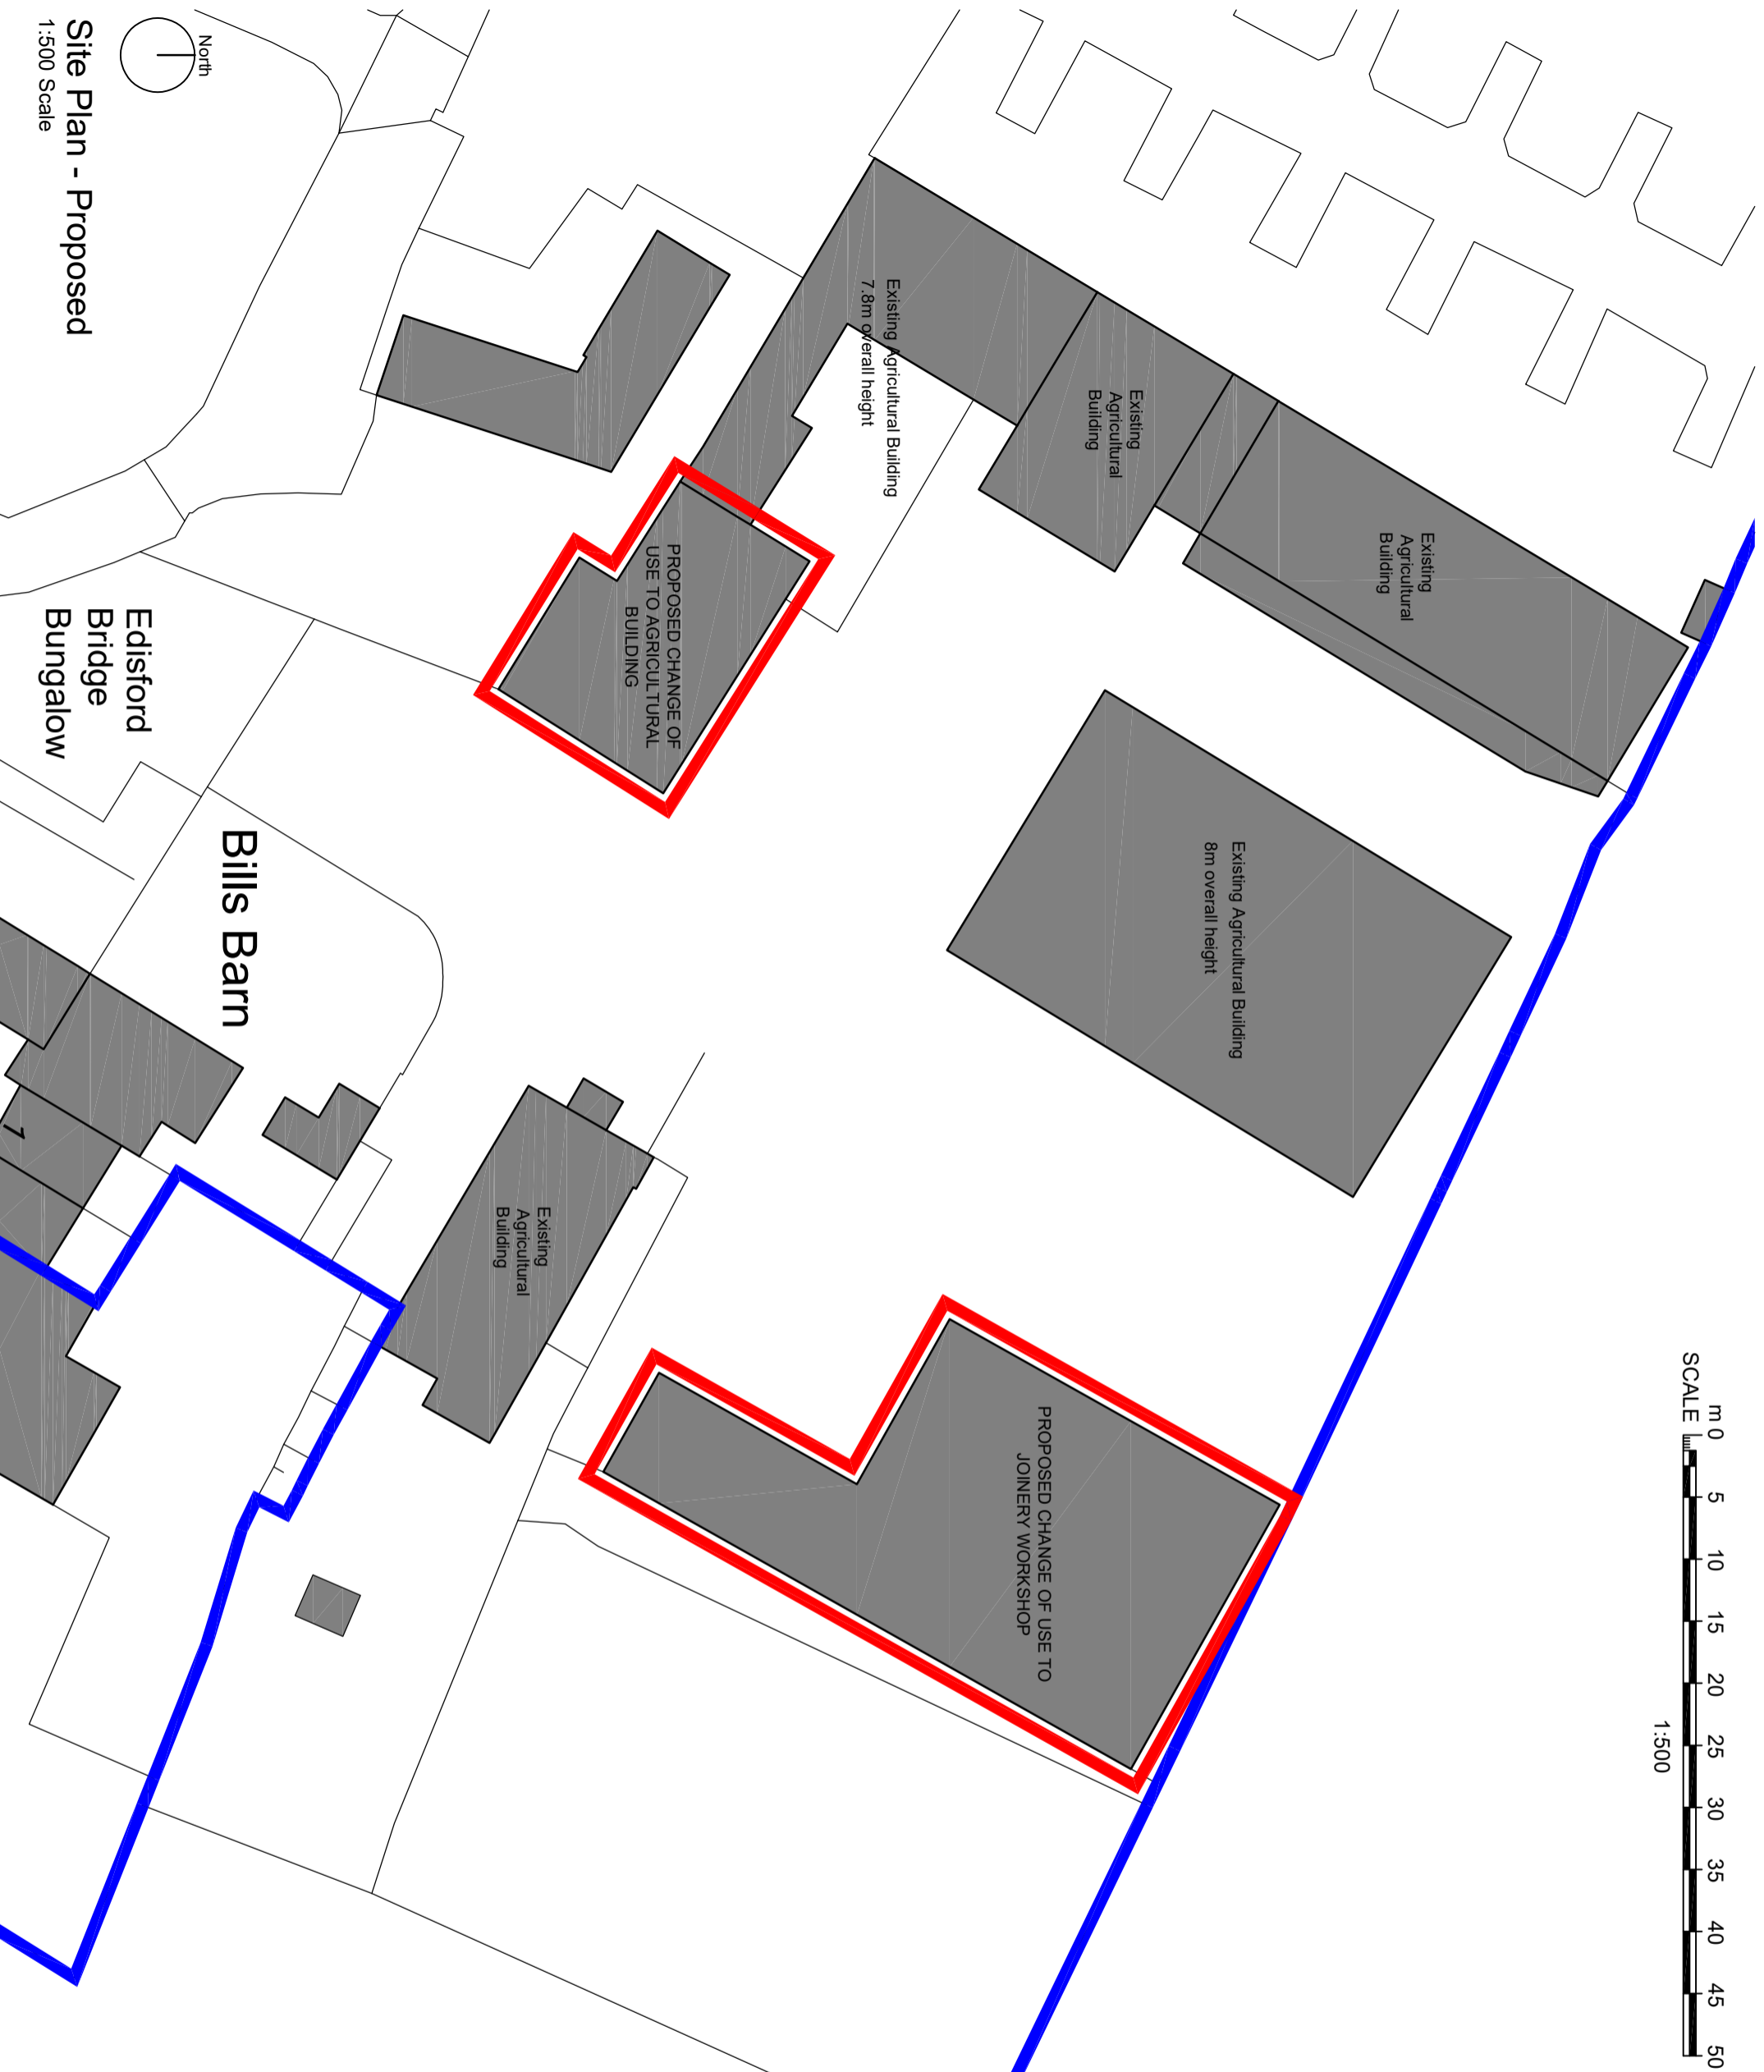 SCALE
m 0 5 10 15 20 25 30 35 40 45 50
1:500
Existing
Agricultural
Building
Existing Agricultural Building
8m overall height
Existing
Agricultural
Building
PROPOSED CHANGE OF USE TO
JOINERY WORKSHOP
Existing Agricultural Building
7.8m overall height
PROPOSED CHANGE OF
USE TO AGRICULTURAL
BUILDING
Existing
Agricultural
Building
Bills Barn
Edisford
Bridge
Bungalow
1
North
Site Plan - Proposed
1:500 Scale